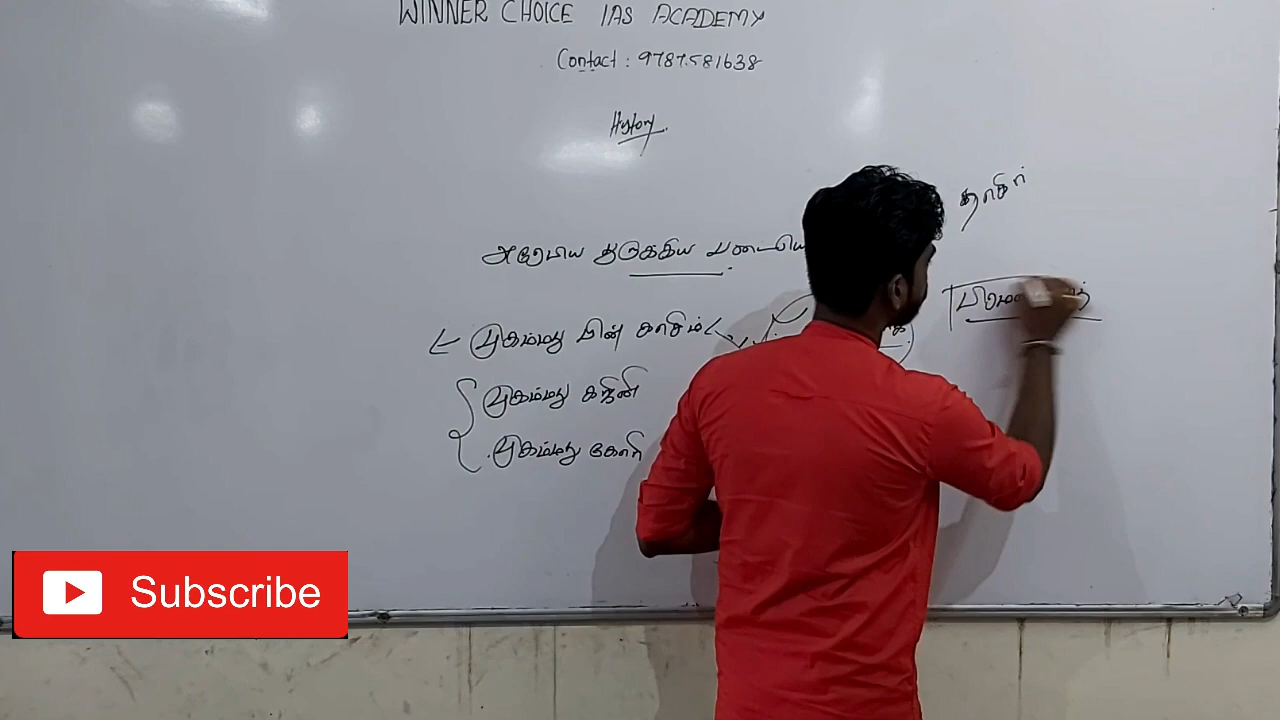 WINNER CHOICE IAS ACADEMY
Contact : 9787581638
History
தாகிர்
அரேபிய துருக்கிய படையெ
முகம்மது பின் காசிம்
முகம்மது கஜினி
முகம்மது கோரி
Subscribe